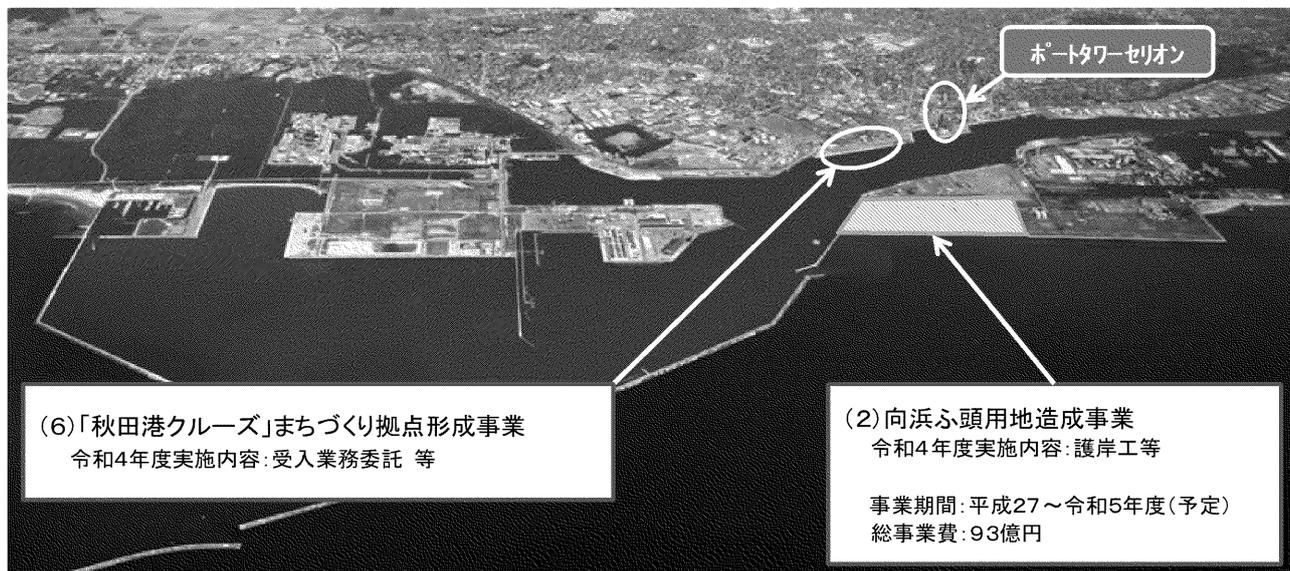 ポートタワーセリオン
(6)「秋田港クルーズ」まちづくり拠点形成事業
令和4年度実施内容:受入業務委託 等
(2)向浜ふ頭用地造成事業
令和4年度実施内容:護岸工等
事業期間:平成27~令和5年度(予定)
総事業費:93億円